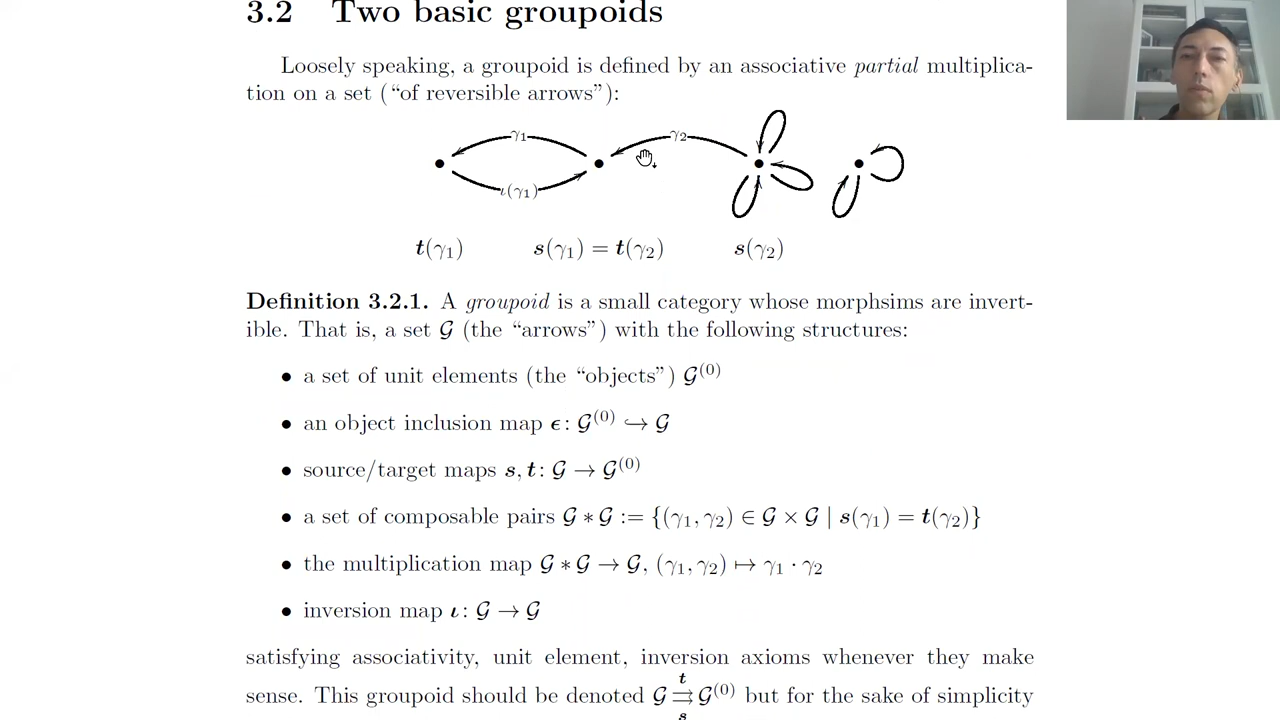 3.2 Two basic groupoids
Loosely speaking, a groupoid is defined by an associative partial multiplica-
tion on a set (“of reversible arrows”):
γ₁ γ₂
ι(γ₁)
t(γ₁) s(γ₁) = t(γ₂) s(γ₂)
Definition 3.2.1. A groupoid is a small category whose morphsims are invert-
ible. That is, a set 𝒢 (the “arrows”) with the following structures:
• a set of unit elements (the “objects”) 𝒢⁽⁰⁾
• an object inclusion map ϵ: 𝒢⁽⁰⁾ ↪ 𝒢
• source/target maps s, t: 𝒢 → 𝒢⁽⁰⁾
• a set of composable pairs 𝒢 ∗ 𝒢 := {(γ₁, γ₂) ∈ 𝒢 × 𝒢 | s(γ₁) = t(γ₂)}
• the multiplication map 𝒢 ∗ 𝒢 → 𝒢, (γ₁, γ₂) ↦ γ₁ · γ₂
• inversion map ι: 𝒢 → 𝒢
satisfying associativity, unit element, inversion axioms whenever they make
t
sense. This groupoid should be denoted 𝒢 ⇉ 𝒢⁽⁰⁾ but for the sake of simplicity
s